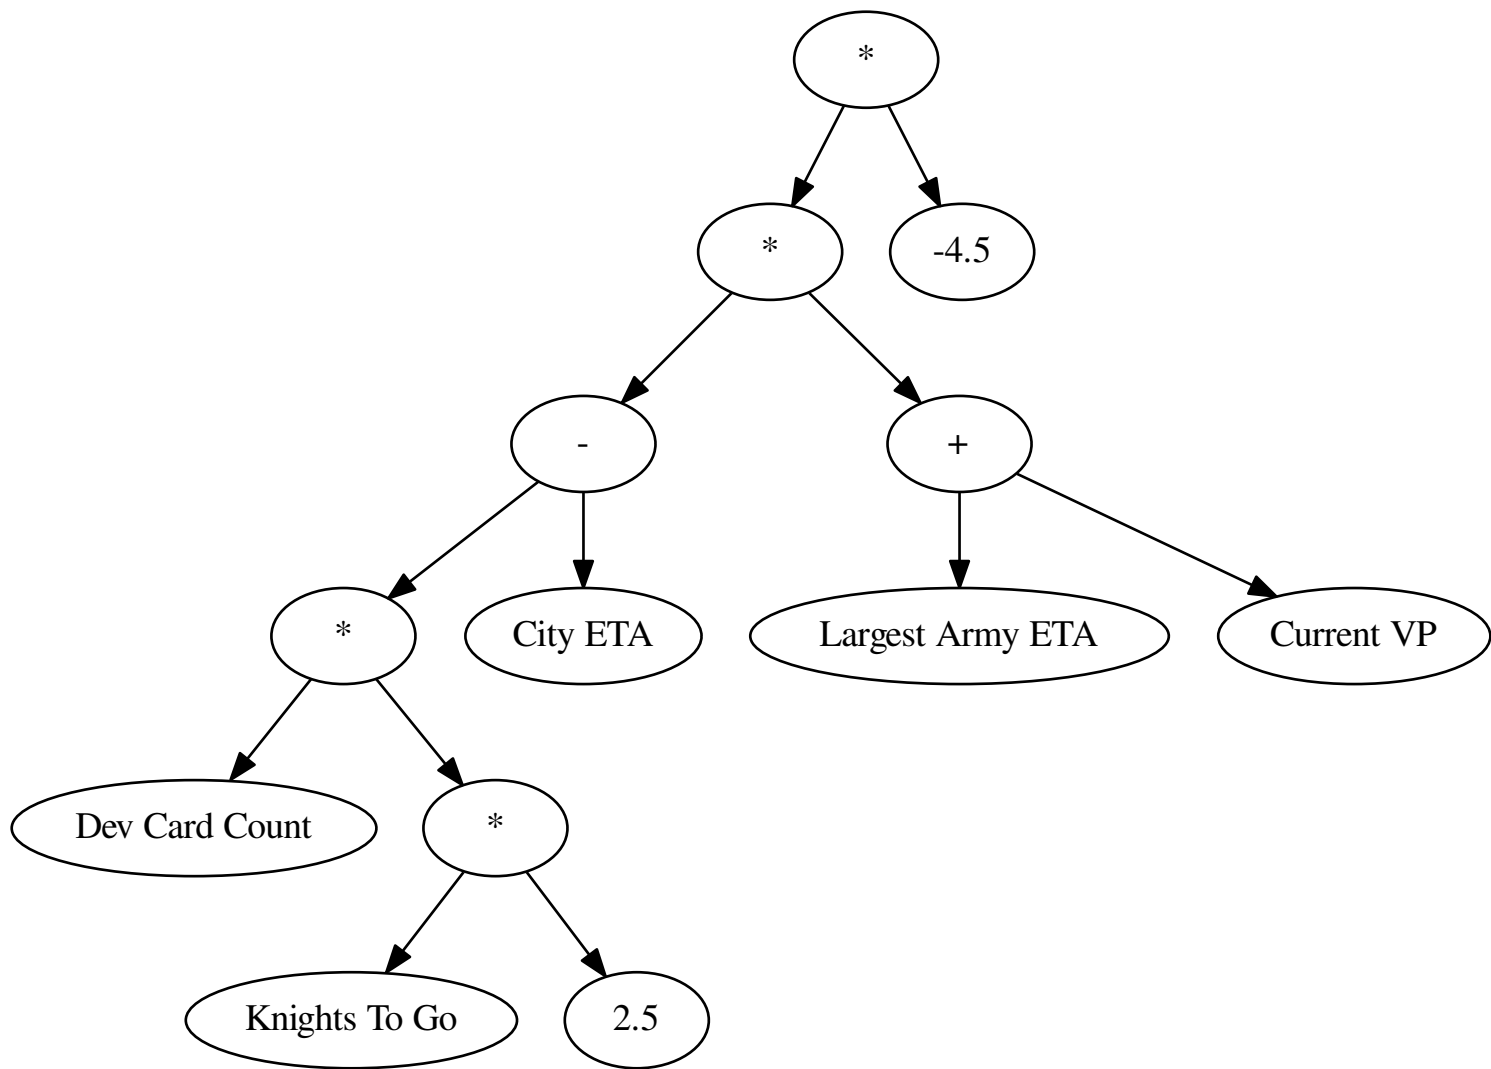 *
*
-4.5
-
+
*
City ETA
Largest Army ETA
Current VP
Dev Card Count
*
Knights To Go
2.5